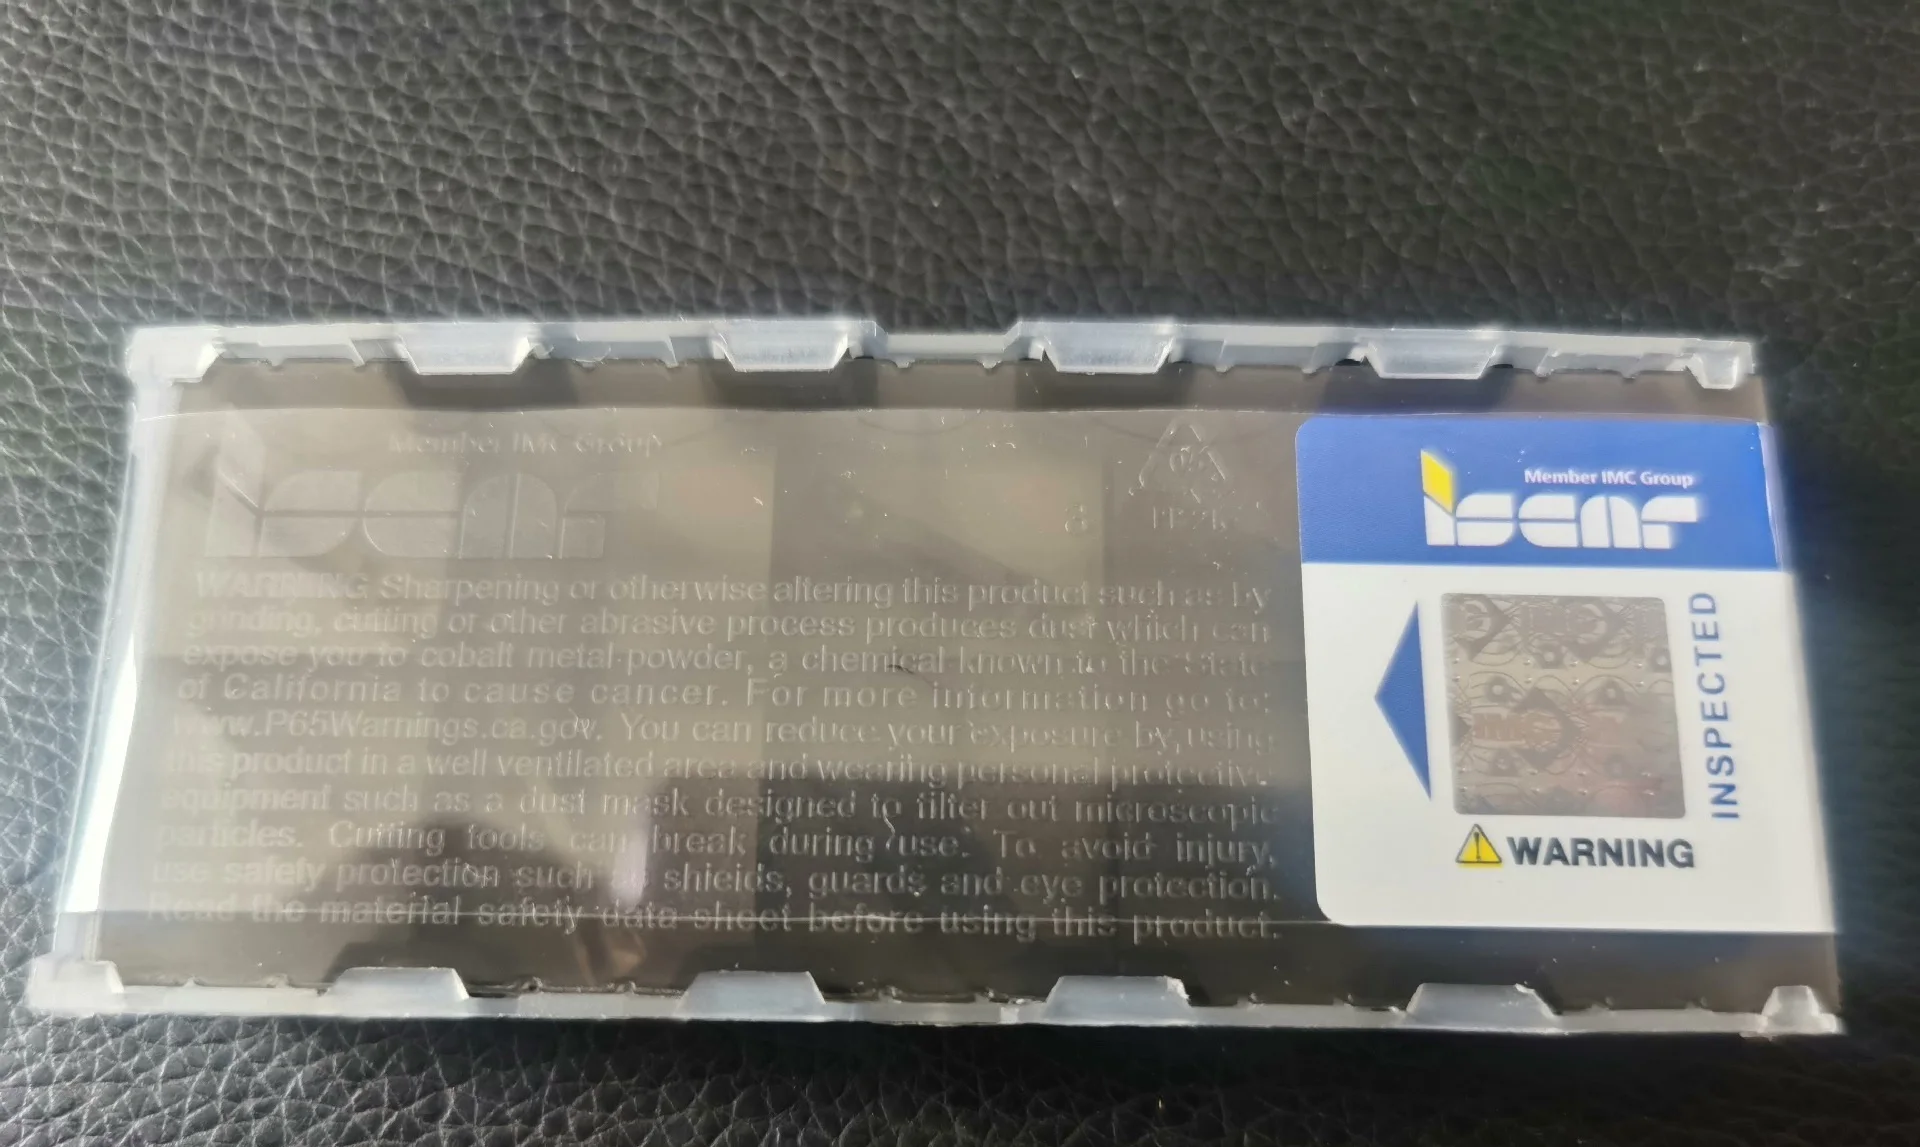 Member IMC Group
iscar
8
WARNING Sharpening or otherwise altering this product such as by
grinding, cutting or other abrasive process produces dust which can
expose you to cobalt metal powder, a chemical known to the State
of California to cause cancer. For more information go to:
www.P65Warnings.ca.gov. You can reduce your exposure by using
this product in a well ventilated area and wearing personal protective
equipment such as a dust mask designed to filter out microscopic
particles. Cutting tools can break during use. To avoid injury,
use safety protection such as shields, guards and eye protection.
Read the material safety data sheet before using this product.
Member IMC Group
iscar
INSPECTED
IMC
WARNING